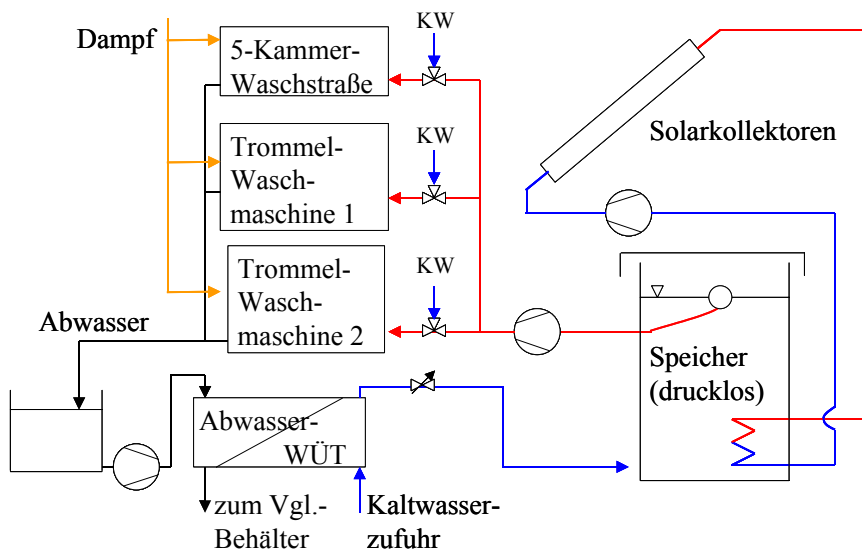 Dampf
5-Kammer-
Waschstraße
KW
Solarkollektoren
Trommel-
Wasch-
maschine 1
KW
Trommel-
Wasch-
maschine 2
KW
Abwasser
Speicher
(drucklos)
Abwasser-
WÜT
zum Vgl.-
Behälter
Kaltwasser-
zufuhr